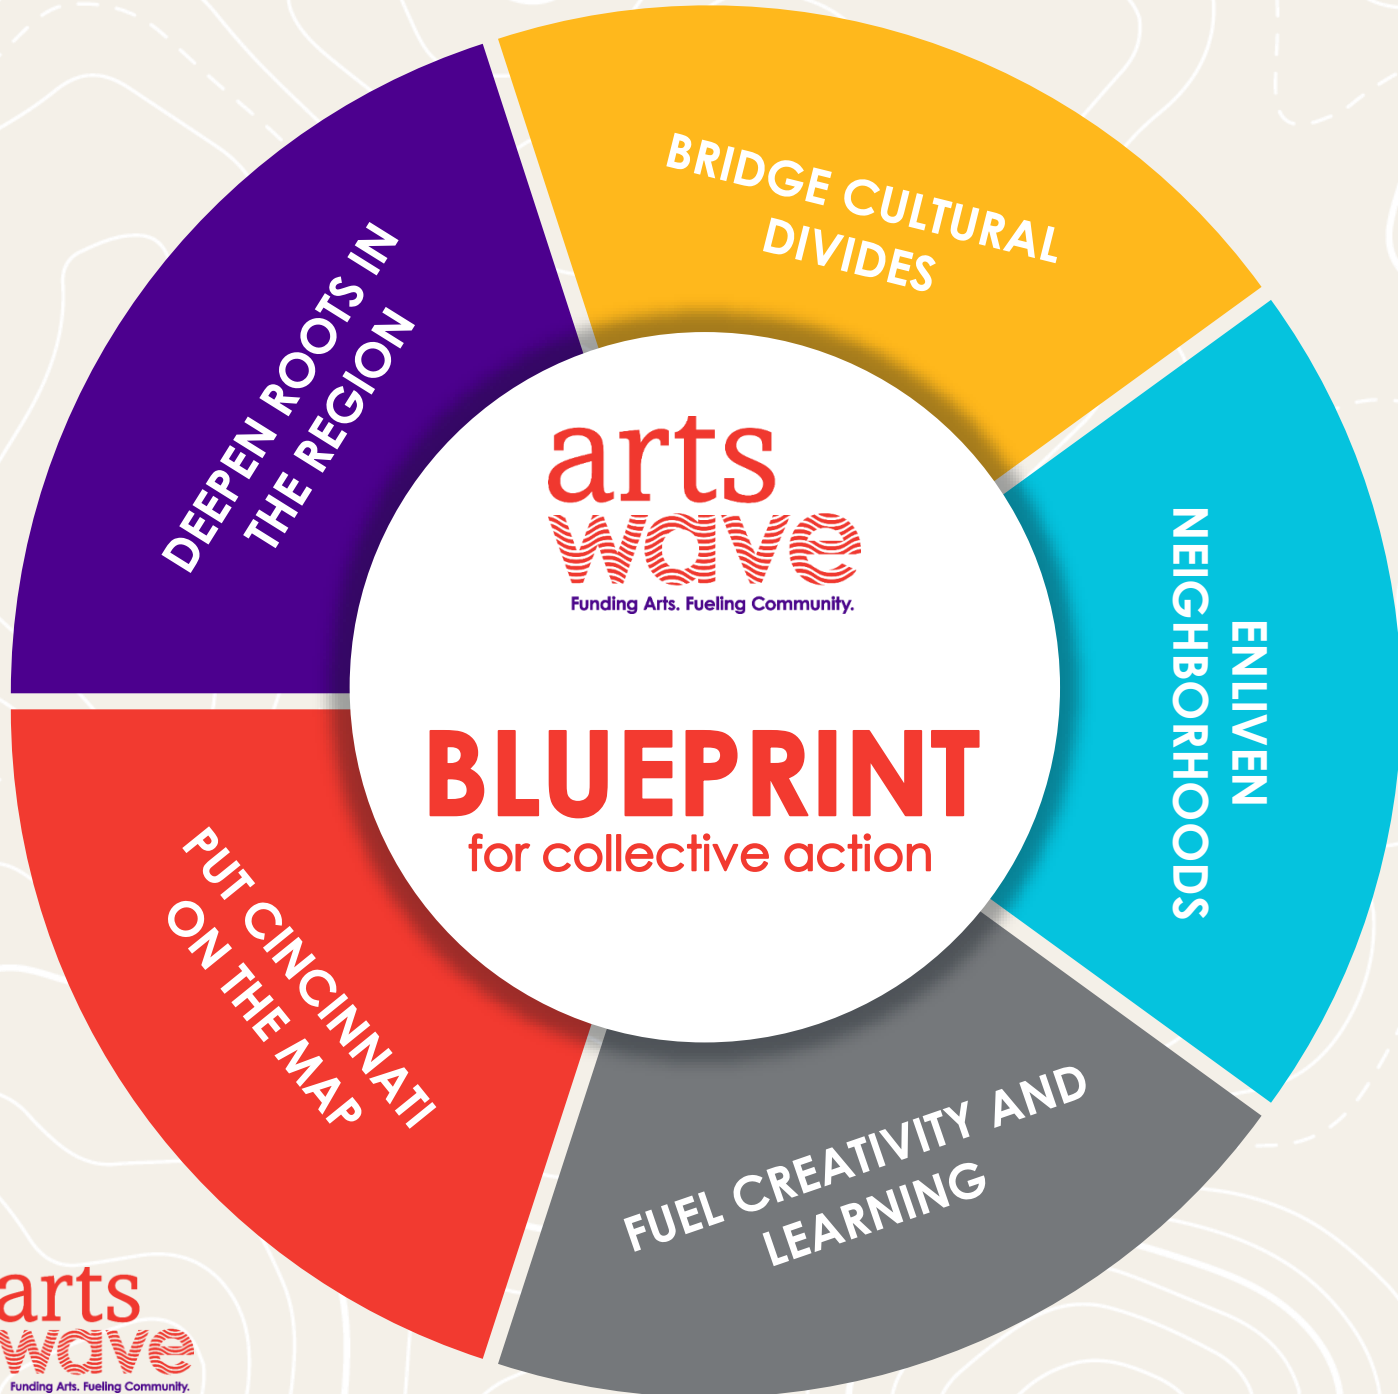 BRIDGE CULTURAL
DIVIDES
DEEPEN ROOTS IN
THE REGION
arts
wave
Funding Arts. Fueling Community.
ENLIVEN
NEIGHBORHOODS
BLUEPRINT
for collective action
PUT CINCINNATI
ON THE MAP
FUEL CREATIVITY AND
LEARNING
arts
wave
Funding Arts. Fueling Community.